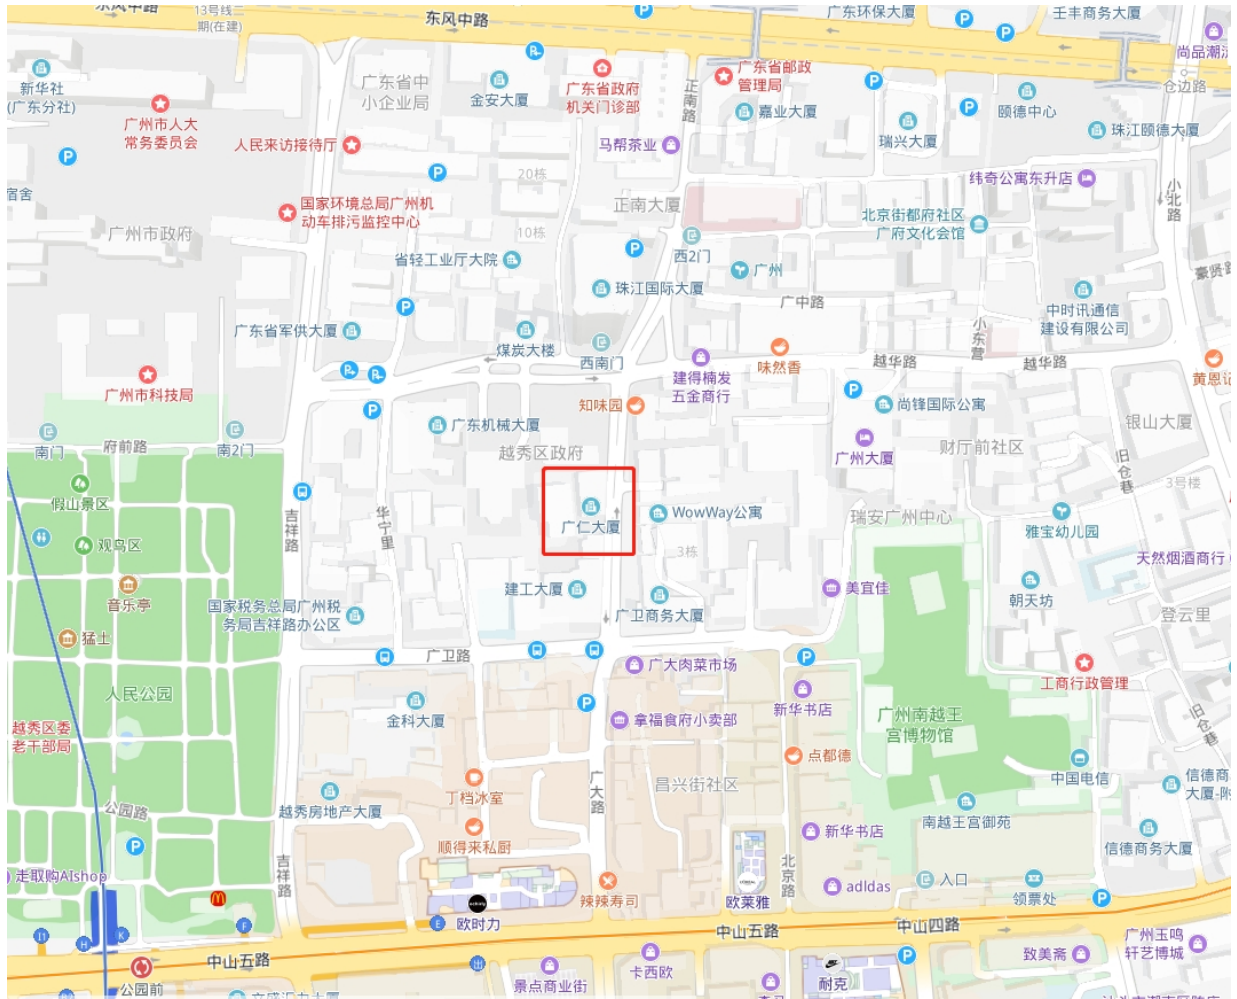 东风中路
13号线二
期(在建)
东风中路
广东环保大厦
壬丰商务大厦
尚品潮流
新华社
(广东分社)
广州市人大
常务委员会
广东省中
小企业局
金安大厦
广东省政府
机关门诊部
正南路
广东省邮政
管理局
嘉业大厦
瑞兴大厦
颐德中心
仓边路
珠江颐德大厦
人民来访接待厅
马帮茶业
20栋
宿舍
国家环境总局广州机
动车排污监控中心
正南大厦
纬奇公寓东升店
小北路
北京街都府社区
广府文化会馆
广州市政府
10栋
西2门
省轻工业厅大院
广州
豪贤路
珠江国际大厦
广中路
中时讯通信
建设有限公司
广东省军供大厦
煤炭大楼
西南门
小东营
味然香
越华路
越华路
广州市科技局
建得楠发
五金商行
黄恩记
知味园
尚锋国际公寓
广东机械大厦
银山大厦
南门
府前路
南2门
越秀区政府
广州大厦
财厅前社区
旧仓巷
3号楼
假山景区
吉祥路
华宁里
广仁大厦
WowWay公寓
瑞安广州中心
雅宝幼儿园
观鸟区
3栋
天然烟酒商行
音乐亭
国家税务总局广州税
务局吉祥路办公区
建工大厦
广卫商务大厦
美宜佳
朝天坊
登云里
猛士
广卫路
广大肉菜市场
工商行政管理
人民公园
金科大厦
新华书店
拿福食府小卖部
广州南越王
宫博物馆
旧仓巷
越秀区委
老干部局
点都德
中国电信
丁档冰室
广大路
昌兴街社区
信德商
大厦-附
公园路
越秀房地产大厦
南越王宫御苑
顺得来私厨
新华书店
信德商务大厦
走取购AIshop
吉祥路
北京路
adldas
入口
领票处
辣辣寿司
欧莱雅
欧时力
中山五路
中山四路
中山五路
广州玉鸣
轩艺博城
致美斋
公园前
景点商业街
卡西欧
耐克